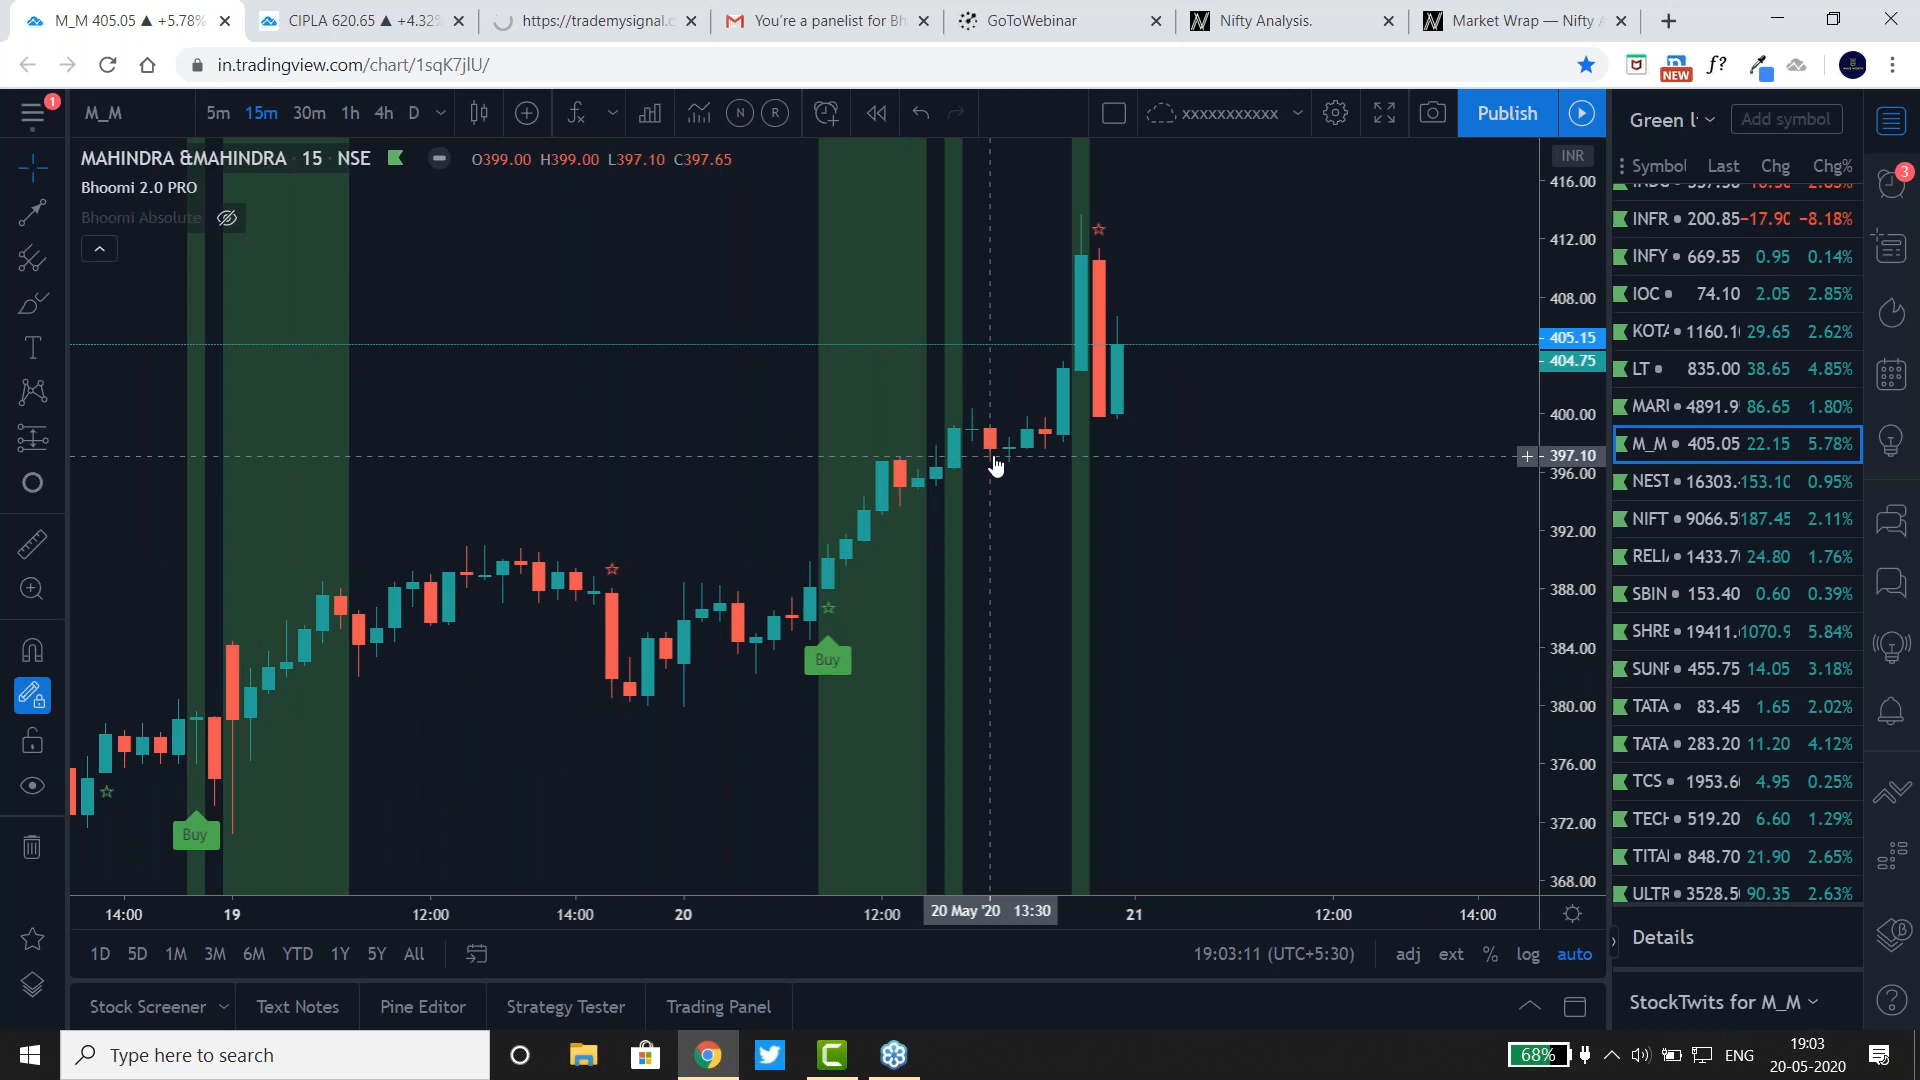 M_M 405.05 ▲ +5.78%
CIPLA 620.65 ▲ +4.32%
https://trademysignal.c
You're a panelist for Bh
GoToWebinar
Nifty Analysis.
Market Wrap — Nifty A
in.tradingview.com/chart/1sqK7jlU/
NEW
f?
1
M_M
5m
15m
30m
1h
4h
D
N
R
xxxxxxxxxxx
Publish
Green l
Add symbol
MAHINDRA &MAHINDRA 15 NSE
O399.00 H399.00 L397.10 C397.65
Bhoomi 2.0 PRO
Bhoomi Absolute
INR
416.00
412.00
408.00
405.15
404.75
400.00
397.10
396.00
392.00
388.00
384.00
380.00
376.00
372.00
368.00
Buy
Buy
Symbol Last Chg Chg%
3
INFR 200.85 −17.90 −8.18%
INFY 669.55 0.95 0.14%
IOC 74.10 2.05 2.85%
KOTA 1160.1 29.65 2.62%
LT 835.00 38.65 4.85%
MARU 4891.9 86.65 1.80%
M_M 405.05 22.15 5.78%
NEST 16303. 153.10 0.95%
NIFT 9066.5 187.45 2.11%
RELI 1433.7 24.80 1.76%
SBIN 153.40 0.60 0.39%
SHRE 19411. 1070.9 5.84%
SUNF 455.75 14.05 3.18%
TATA 83.45 1.65 2.02%
TATA 283.20 11.20 4.12%
TCS 1953.6 4.95 0.25%
TECH 519.20 6.60 1.29%
TITA 848.70 21.90 2.65%
ULTR 3528.5 90.35 2.63%
14:00
19
12:00
14:00
20
12:00
20 May '20 13:30
21
12:00
14:00
1D 5D 1M 3M 6M YTD 1Y 5Y All
19:03:11 (UTC+5:30)
adj ext % log auto
Details
Stock Screener
Text Notes
Pine Editor
Strategy Tester
Trading Panel
StockTwits for M_M
Type here to search
68%
ENG
19:03
20-05-2020